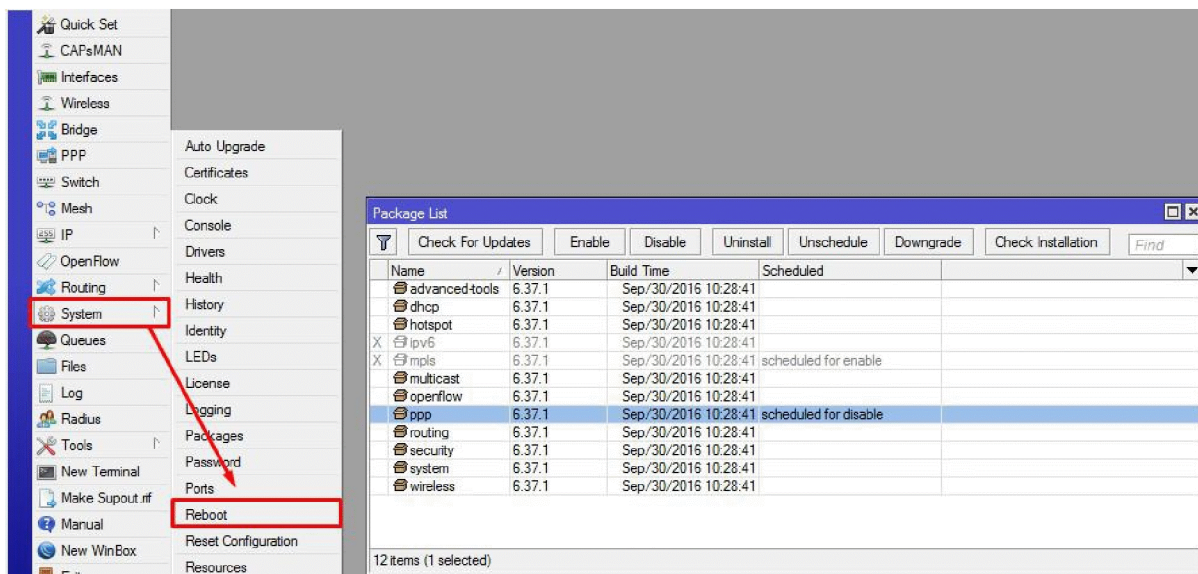 Quick Set
CAPsMAN
Interfaces
Wireless
Bridge
PPP
Switch
Mesh
IP
OpenFlow
Routing
System
Queues
Files
Log
Radius
Tools
New Terminal
Make Supout.rif
Manual
New WinBox
Auto Upgrade
Certificates
Clock
Console
Drivers
Health
History
Identity
LEDs
License
Logging
Packages
Password
Ports
Reboot
Reset Configuration
Resources
Package List
Check For Updates Enable Disable Uninstall Unschedule Downgrade Check Installation Find
Name / Version Build Time Scheduled
advanced-tools 6.37.1 Sep/30/2016 10:28:41
dhcp 6.37.1 Sep/30/2016 10:28:41
hotspot 6.37.1 Sep/30/2016 10:28:41
X ipv6 6.37.1 Sep/30/2016 10:28:41
X mpls 6.37.1 Sep/30/2016 10:28:41 scheduled for enable
multicast 6.37.1 Sep/30/2016 10:28:41
openflow 6.37.1 Sep/30/2016 10:28:41
ppp 6.37.1 Sep/30/2016 10:28:41 scheduled for disable
routing 6.37.1 Sep/30/2016 10:28:41
security 6.37.1 Sep/30/2016 10:28:41
system 6.37.1 Sep/30/2016 10:28:41
wireless 6.37.1 Sep/30/2016 10:28:41
12 items (1 selected)